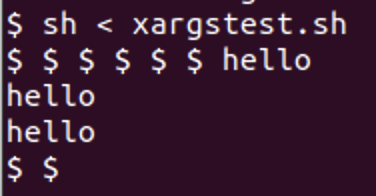 $ sh < xargstest.sh
$ $ $ $ $ $ hello
hello
hello
$ $